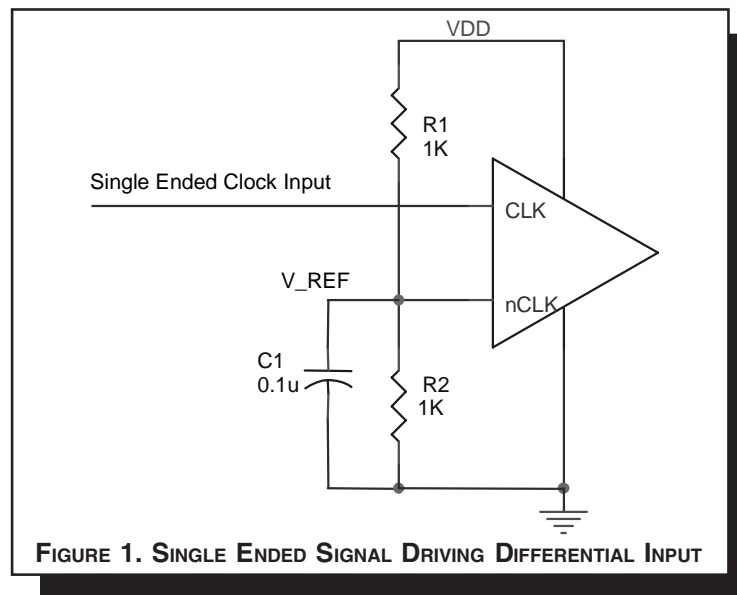 VDD
R1
1K
Single Ended Clock Input
CLK
V_REF
nCLK
C1
0.1u
R2
1K
FIGURE 1. SINGLE ENDED SIGNAL DRIVING DIFFERENTIAL INPUT